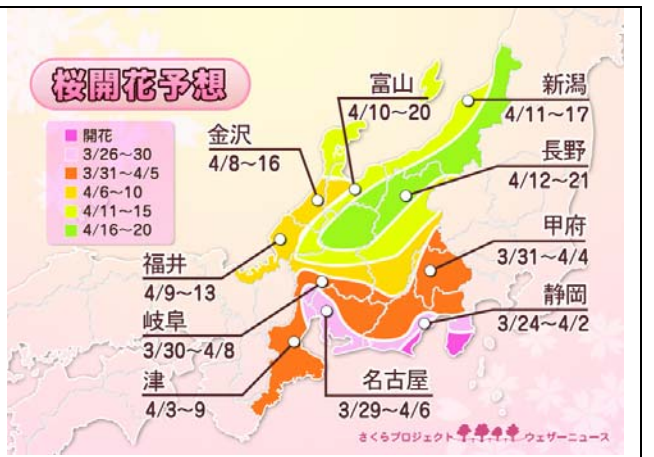 桜開花予想
開花
3/26〜30
3/31〜4/5
4/6〜10
4/11〜15
4/16〜20
富山
4/10〜20
新潟
4/11〜17
金沢
4/8〜16
長野
4/12〜21
甲府
3/31〜4/4
福井
4/9〜13
静岡
3/24〜4/2
岐阜
3/30〜4/8
津
4/3〜9
名古屋
3/29〜4/6
さくらプロジェクト ウェザーニュース